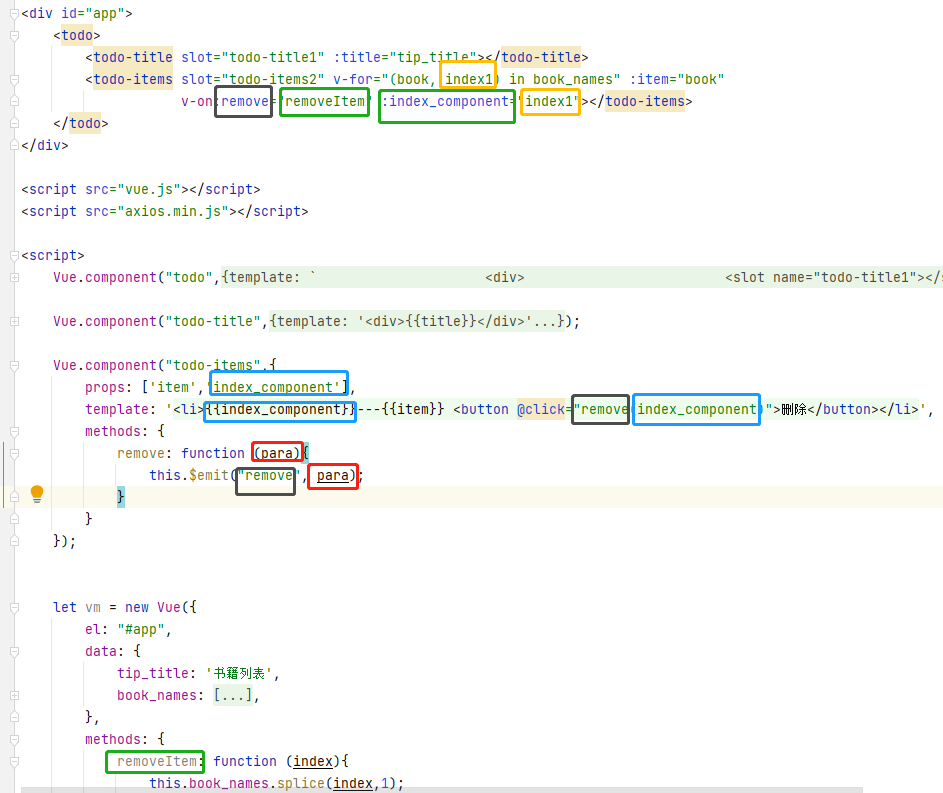 <div id="app">
    <todo>
        <todo-title slot="todo-title1" :title="tip_title"></todo-title>
        <todo-items slot="todo-items2" v-for="(book, index1) in book_names" :item="book"
                    v-on:remove="removeItem" :index_component="index1"></todo-items>
    </todo>
</div>
<script src="vue.js"></script>
<script src="axios.min.js"></script>
<script>
    Vue.component("todo",{template: `                     <div>                         <slot name="todo-title1"></s
    Vue.component("todo-title",{template: '<div>{{title}}</div>'...});
    Vue.component("todo-items",{
        props: ['item','index_component'],
        template: '<li>{{index_component}}---{{item}} <button @click="remove(index_component)">删除</button></li>',
        methods: {
            remove: function (para){
                this.$emit("remove", para);
            }
        }
    });
    let vm = new Vue({
        el: "#app",
        data: {
            tip_title: '书籍列表',
            book_names: [...],
        },
        methods: {
            removeItem: function (index){
                this.book_names.splice(index,1);